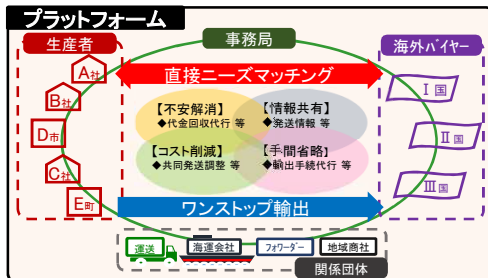 プラットフォーム
生産者
事務局
海外バイヤー
A社
直接ニーズマッチング
Ⅰ国
B社
【不安解消】
◆代金回収代行 等
【情報共有】
◆発送情報 等
D市
Ⅱ国
【コスト削減】
◆共同発送調整 等
【手間省略】
◆輸出手続代行 等
C社
Ⅲ国
E町
ワンストップ輸出
運送
海運会社
フォワーダー
地域商社
関係団体